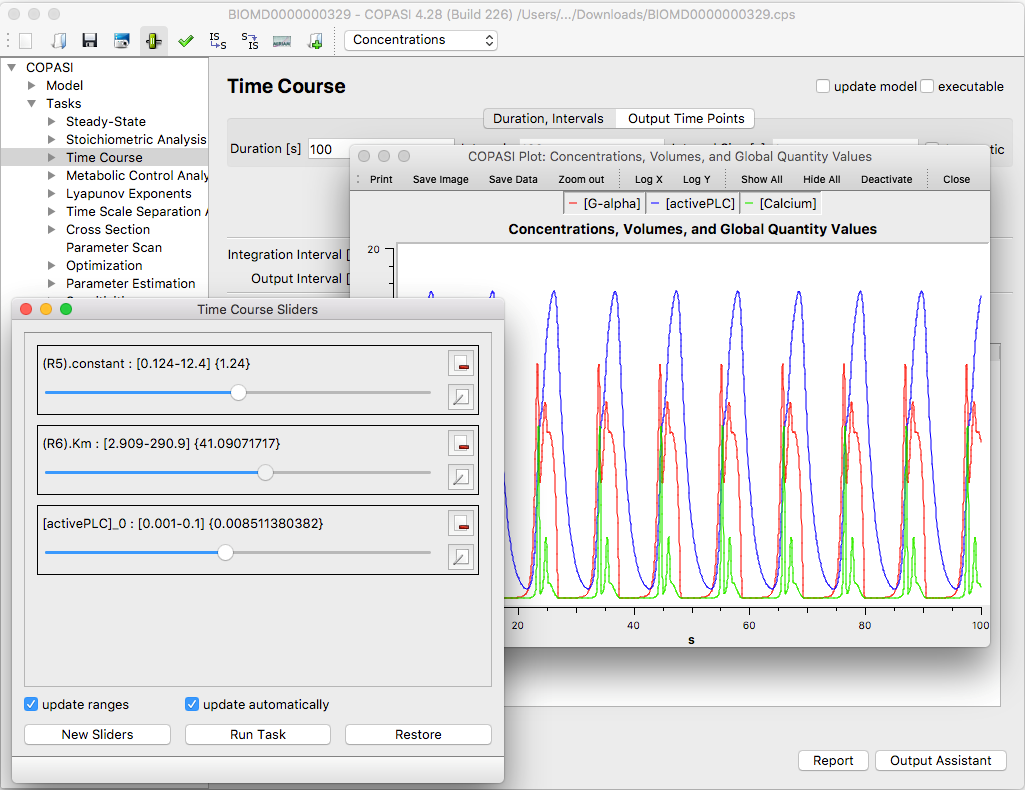 BIOMD0000000329 - COPASI 4.28 (Build 226) /Users/.../Downloads/BIOMD0000000329.cps
IS
S
S
IS
Concentrations
COPASI
Model
Tasks
Steady-State
Stoichiometric Analysis
Time Course
Metabolic Control Analy
Lyapunov Exponents
Time Scale Separation A
Cross Section
Parameter Scan
Optimization
Parameter Estimation
Time Course
update model
executable
Duration, Intervals
Output Time Points
Duration [s]
100
tic
Integration Interval [
Output Interval [
COPASI Plot: Concentrations, Volumes, and Global Quantity Values
Print
Save Image
Save Data
Zoom out
Log X
Log Y
Show All
Hide All
Deactivate
Close
[G-alpha]
[activePLC]
[Calcium]
Concentrations, Volumes, and Global Quantity Values
20
20
40
60
80
100
s
Time Course Sliders
(R5).constant : [0.124-12.4] {1.24}
(R6).Km : [2.909-290.9] {41.09071717}
[activePLC]_0 : [0.001-0.1] {0.008511380382}
update ranges
update automatically
New Sliders
Run Task
Restore
Report
Output Assistant